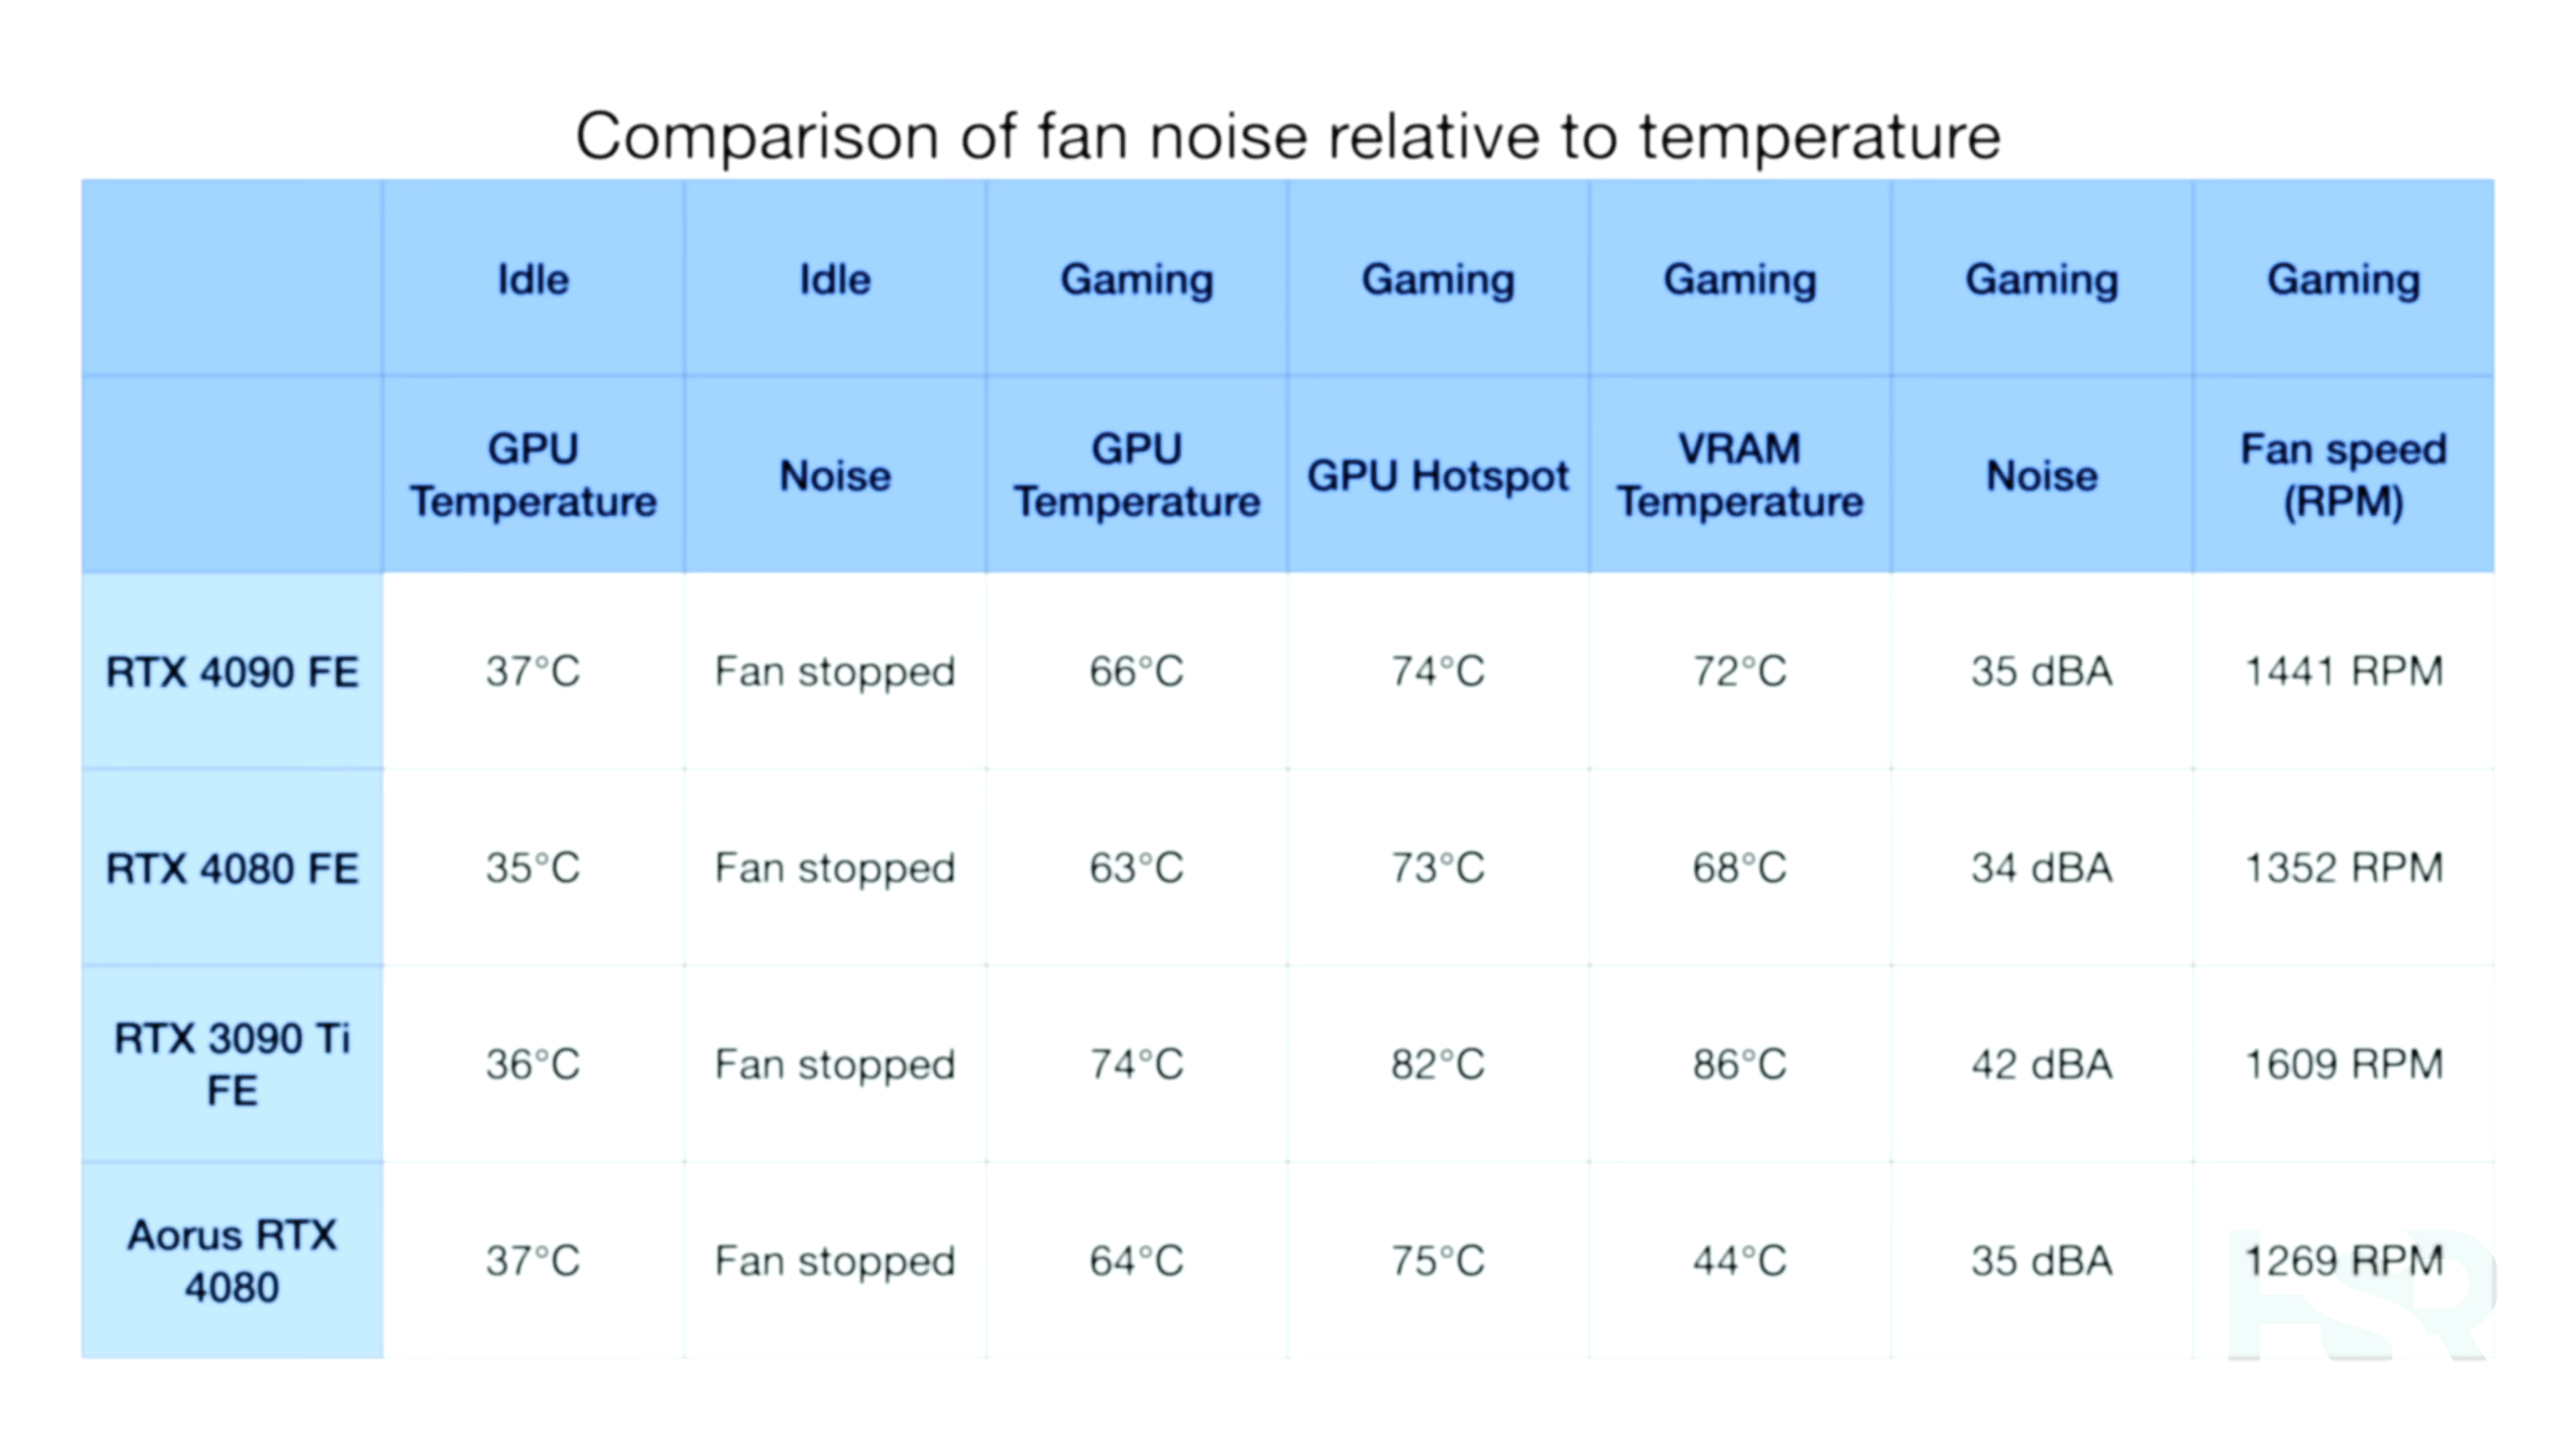 Comparison of fan noise relative to temperature
Idle Idle Gaming Gaming Gaming Gaming Gaming
GPU Temperature Noise GPU Temperature GPU Hotspot VRAM Temperature Noise Fan speed (RPM)
RTX 4090 FE 37°C Fan stopped 66°C 74°C 72°C 35 dBA 1441 RPM
RTX 4080 FE 35°C Fan stopped 63°C 73°C 68°C 34 dBA 1352 RPM
RTX 3090 Ti FE 36°C Fan stopped 74°C 82°C 86°C 42 dBA 1609 RPM
Aorus RTX 4080 37°C Fan stopped 64°C 75°C 44°C 35 dBA 1269 RPM
HSR